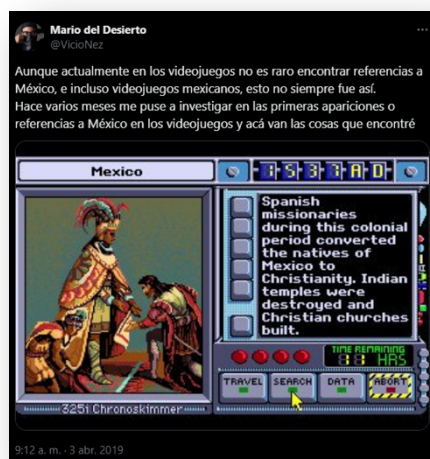 Mario del Desierto
@VicioNez
Aunque actualmente en los videojuegos no es raro encontrar referencias a
México, e incluso videojuegos mexicanos, esto no siempre fue así.
Hace varios meses me puse a investigar en las primeras apariciones o
referencias a México en los videojuegos y acá van las cosas que encontré
Mexico
1537AD
Spanish
missionaries
during this colonial
period converted
the natives of
Mexico to
Christianity. Indian
temples were
destroyed and
Christian churches
built.
TIME REMAINING
11 HRS
TRAVEL SEARCH DATA ABORT
325i Chronoskimmer
9:12 a. m. · 3 abr. 2019